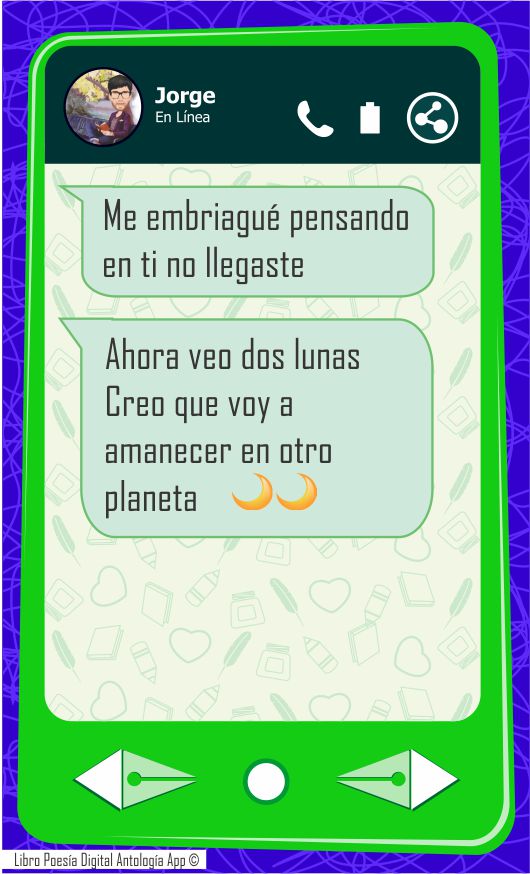 Jorge
En Línea
Me embriagué pensando
en ti no llegaste
Ahora veo dos lunas
Creo que voy a
amanecer en otro
planeta 🌙🌙
Libro Poesía Digital Antología App ©